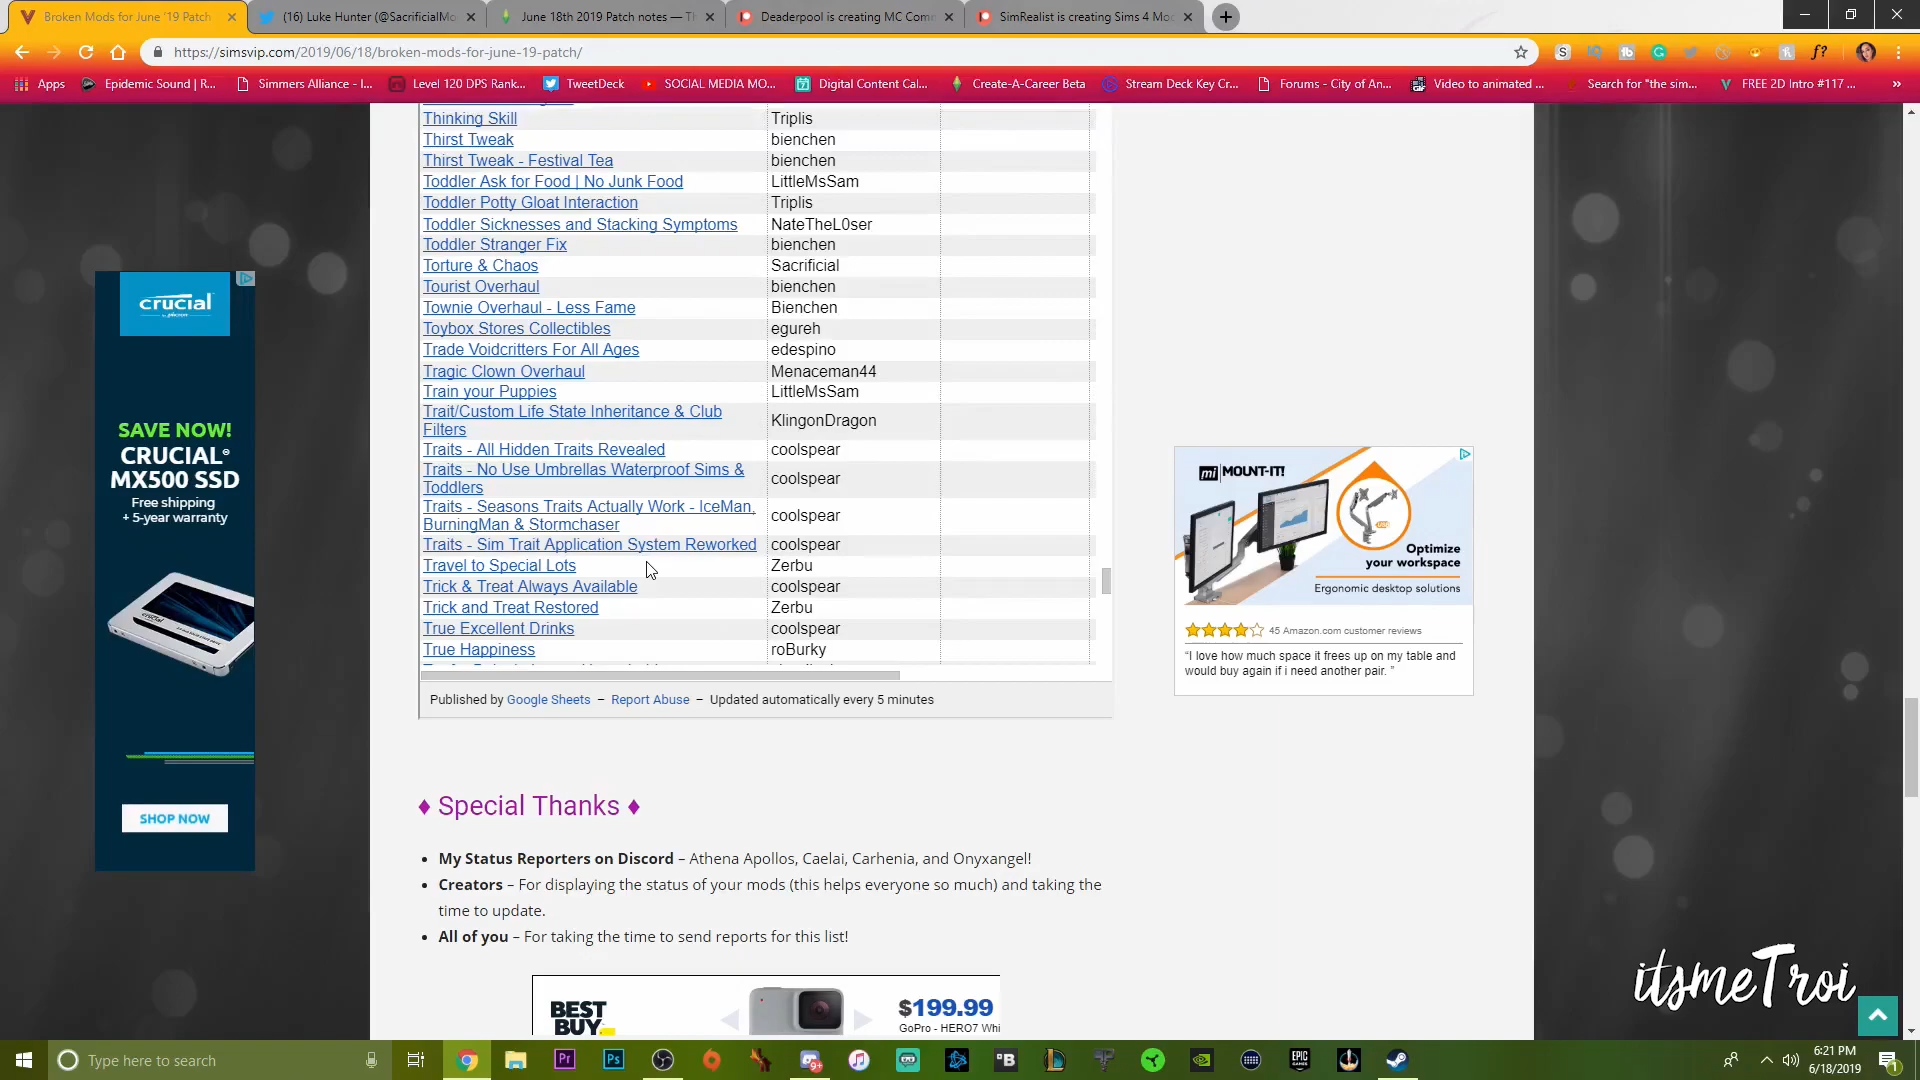 Broken Mods for June '19 Patch
(16) Luke Hunter (@SacrificialMo
June 18th 2019 Patch notes — Th
Deaderpool is creating MC Comm
SimRealist is creating Sims 4 Mod
https://simsvip.com/2019/06/18/broken-mods-for-june-19-patch/
Apps
Epidemic Sound | R...
Simmers Alliance - I...
Level 120 DPS Rank...
TweetDeck
SOCIAL MEDIA MO...
Digital Content Cal...
Create-A-Career Beta
Stream Deck Key Cr...
Forums - City of An...
Video to animated ...
Search for "the sim...
FREE 2D Intro #117 ...
Thinking Skill Triplis
Thirst Tweak bienchen
Thirst Tweak - Festival Tea bienchen
Toddler Ask for Food | No Junk Food LittleMsSam
Toddler Potty Gloat Interaction Triplis
Toddler Sicknesses and Stacking Symptoms NateTheL0ser
Toddler Stranger Fix bienchen
Torture & Chaos Sacrificial
Tourist Overhaul bienchen
Townie Overhaul - Less Fame Bienchen
Toybox Stores Collectibles egureh
Trade Voidcritters For All Ages edespino
Tragic Clown Overhaul Menaceman44
Train your Puppies LittleMsSam
Trait/Custom Life State Inheritance & Club
Filters KlingonDragon
Traits - All Hidden Traits Revealed coolspear
Traits - No Use Umbrellas Waterproof Sims &
Toddlers coolspear
Traits - Seasons Traits Actually Work - IceMan,
BurningMan & Stormchaser coolspear
Traits - Sim Trait Application System Reworked coolspear
Travel to Special Lots Zerbu
Trick & Treat Always Available coolspear
Trick and Treat Restored Zerbu
True Excellent Drinks coolspear
True Happiness roBurky
Published by Google Sheets – Report Abuse – Updated automatically every 5 minutes
♦ Special Thanks ♦
• My Status Reporters on Discord – Athena Apollos, Caelai, Carhenia, and Onyxangel!
• Creators – For displaying the status of your mods (this helps everyone so much) and taking the
time to update.
• All of you – For taking the time to send reports for this list!
crucial
SAVE NOW!
CRUCIAL®
MX500 SSD
Free shipping
+ 5-year warranty
SHOP NOW
mi MOUNT-IT!
Optimize
your workspace
Ergonomic desktop solutions
45 Amazon.com customer reviews
"I love how much space it frees up on my table and
would buy again if i need another pair. "
BEST
BUY
$199.99
GoPro - HERO7 Whi
itsmeTroi
Type here to search
6:21 PM
6/18/2019